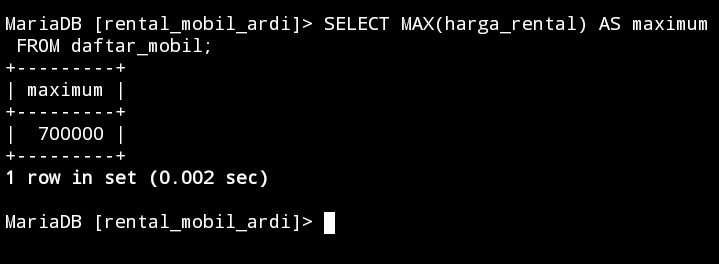 MariaDB [rental_mobil_ardi]> SELECT MAX(harga_rental) AS maximum
 FROM daftar_mobil;
+---------+
| maximum |
+---------+
|  700000 |
+---------+
1 row in set (0.002 sec)

MariaDB [rental_mobil_ardi]>